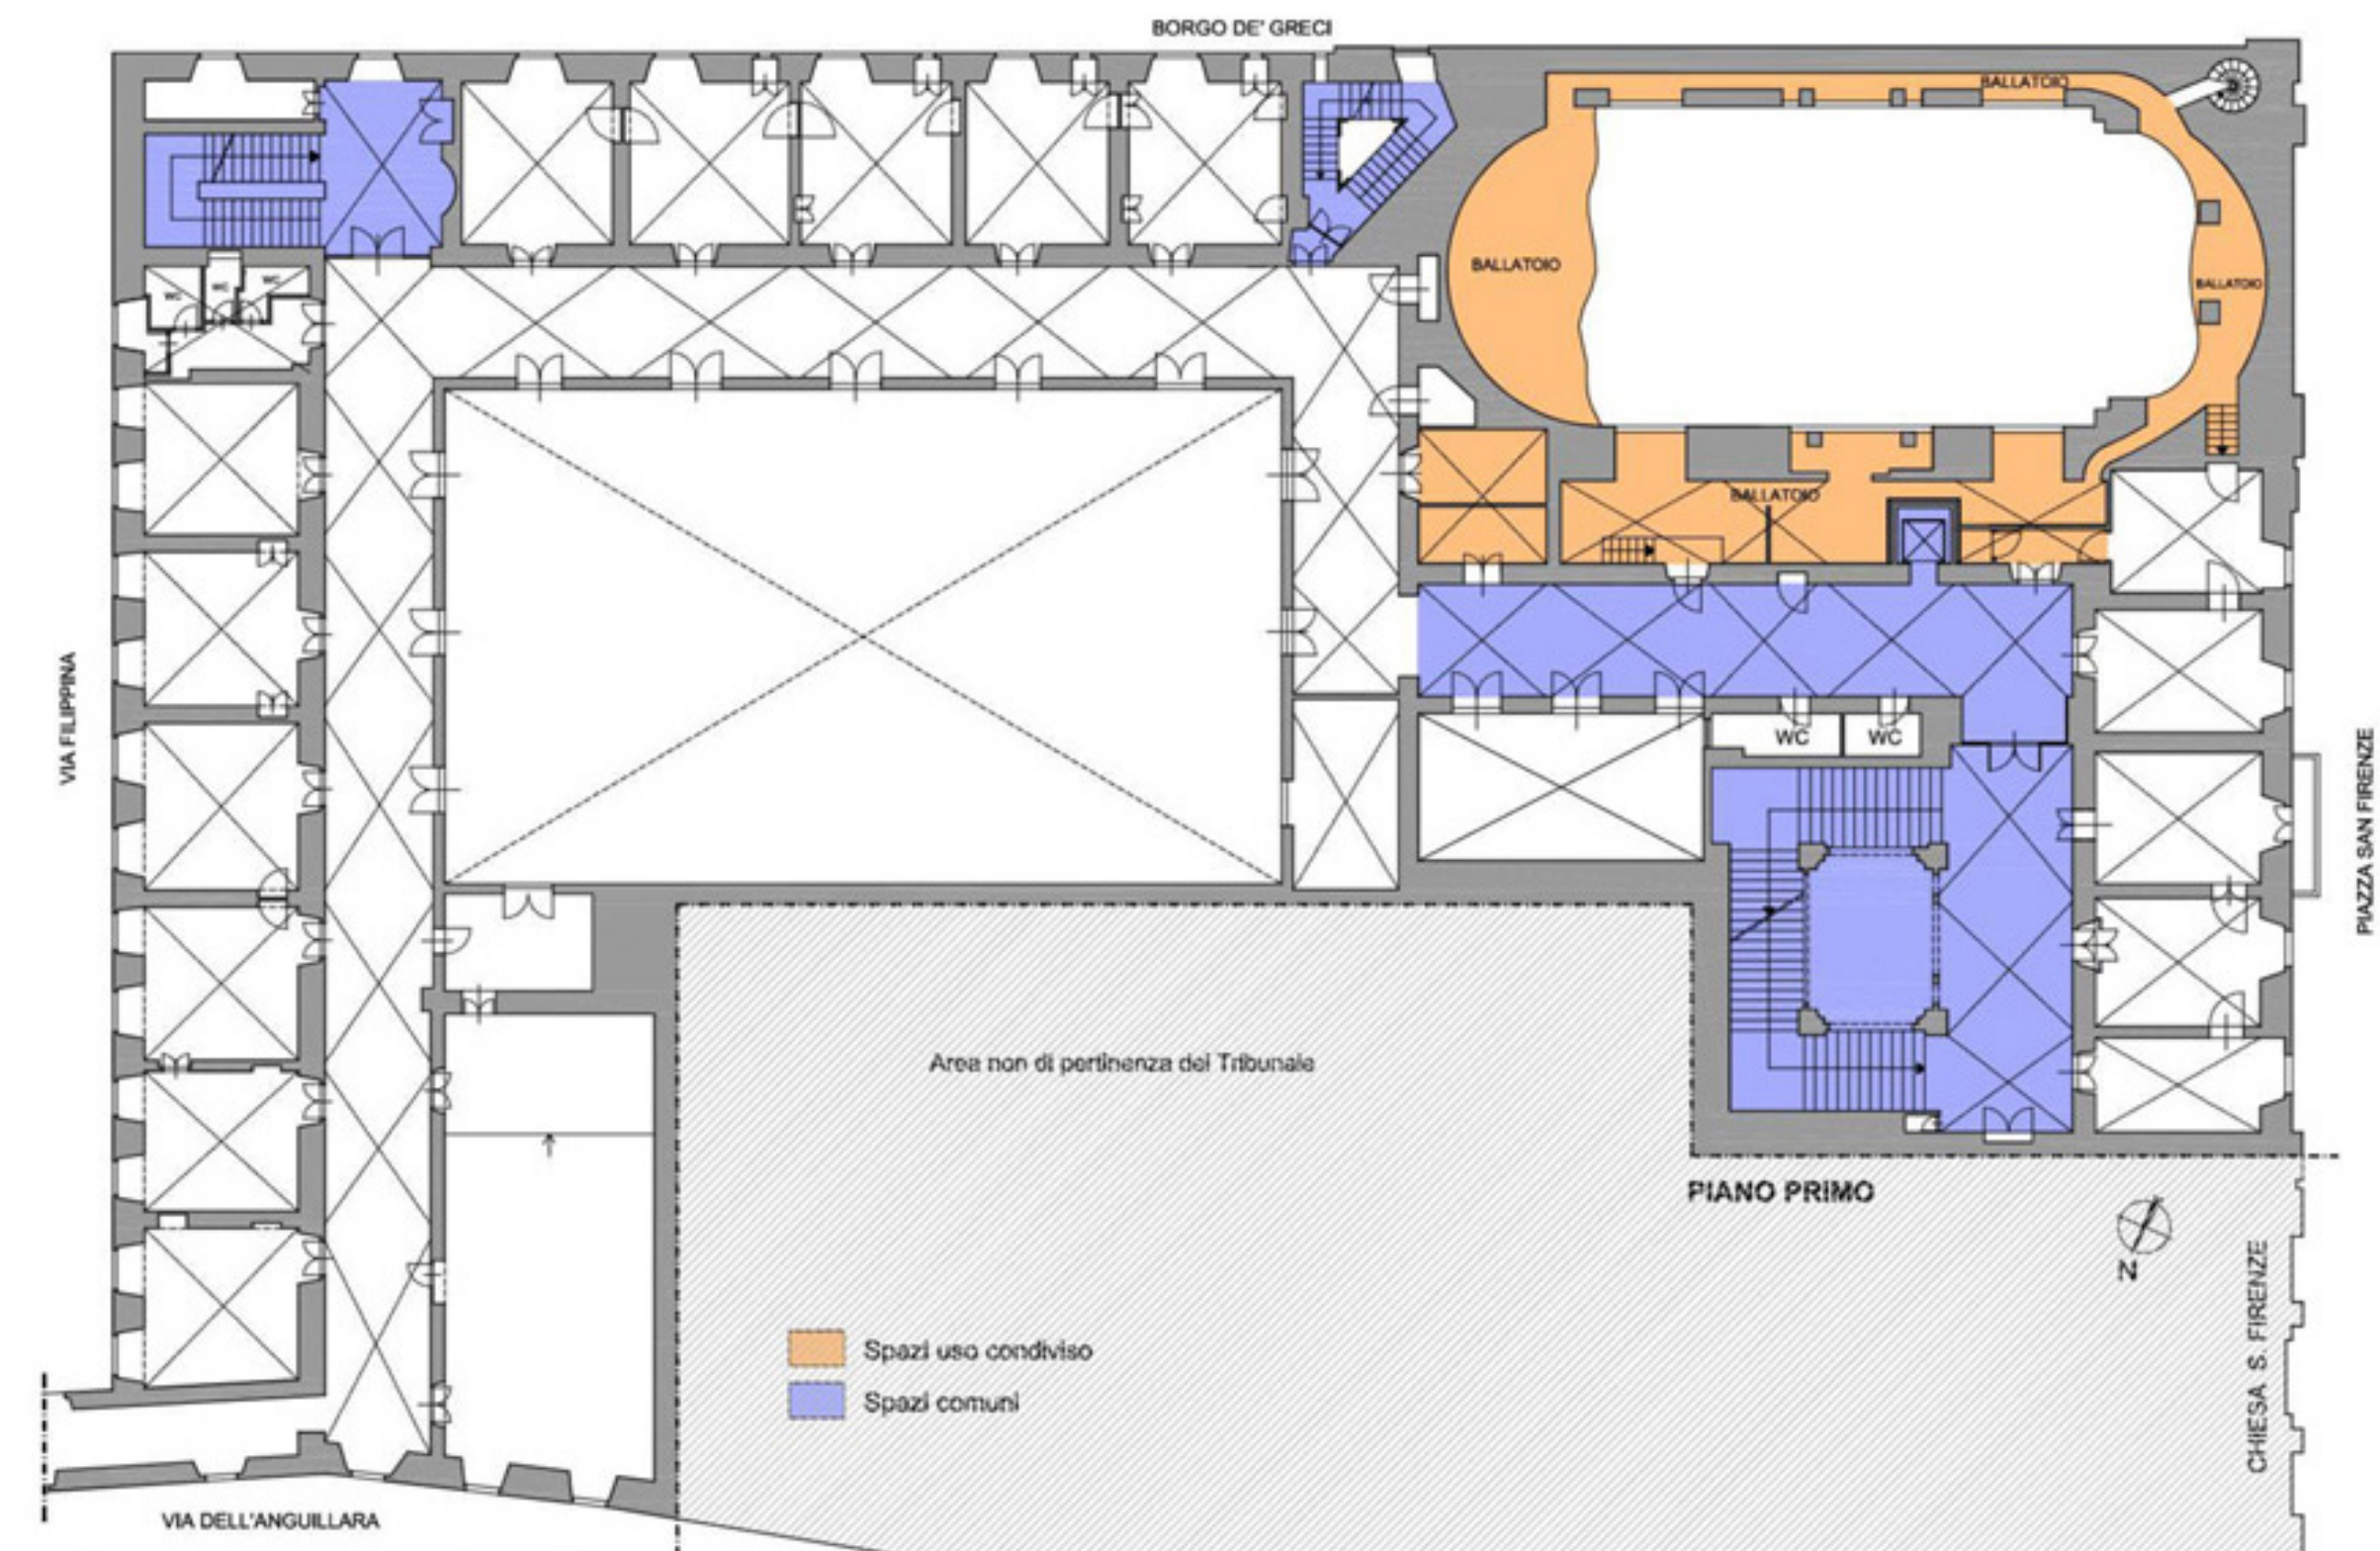 BORGO DE' GRECI
BALLATOIO
BALLATOIO
BALLATOIO
WC
WC
WC
BALLATOIO
VIA FILIPPINA
WC
WC
PIAZZA SAN FIRENZE
Area non di pertinenza del Tribunale
PIANO PRIMO
N
CHIESA S. FIRENZE
Spazi uso condiviso
Spazi comuni
VIA DELL'ANGUILLARA